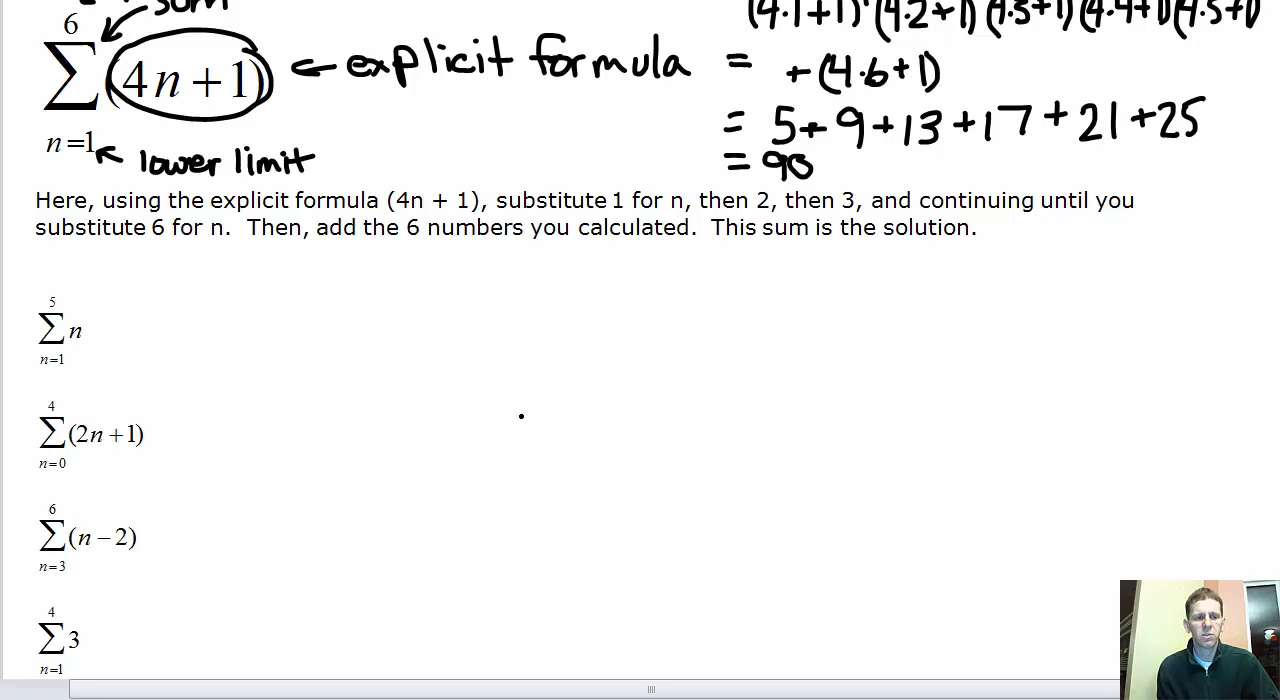 sum
(4·1+1)+(4·2+1)(4·3+1)(4·4+1)(4·5+1)
6
∑(4n+1) ← explicit formula = +(4·6+1)
n=1 lower limit
= 5+9+13+17+21+25
= 90
Here, using the explicit formula (4n + 1), substitute 1 for n, then 2, then 3, and continuing until you
substitute 6 for n. Then, add the 6 numbers you calculated. This sum is the solution.
5
∑n
n=1
4
∑(2n+1)
n=0
6
∑(n−2)
n=3
4
∑3
n=1